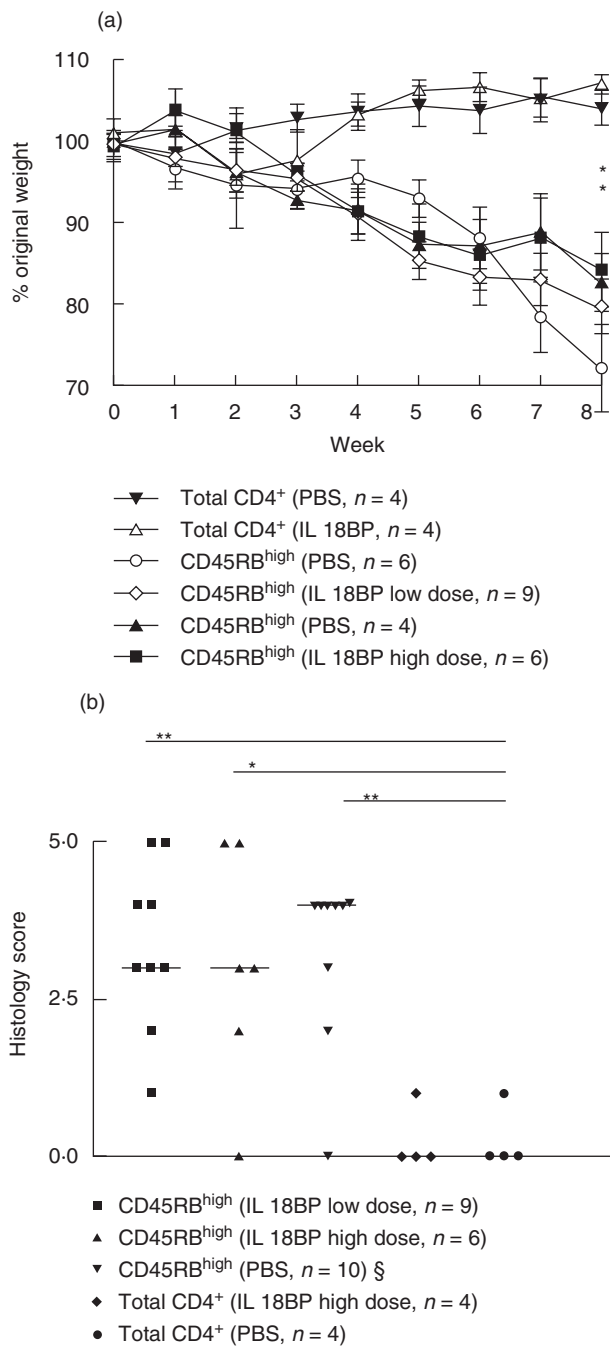 (a)
110
100
90
80
70
% original weight
*
*
0 1 2 3 4 5 6 7 8
Week
Total CD4+ (PBS, n = 4)
Total CD4+ (IL 18BP, n = 4)
CD45RBhigh (PBS, n = 6)
CD45RBhigh (IL 18BP low dose, n = 9)
CD45RBhigh (PBS, n = 4)
CD45RBhigh (IL 18BP high dose, n = 6)
(b)
**
*
**
5·0
2·5
0·0
Histology score
CD45RBhigh (IL 18BP low dose, n = 9)
CD45RBhigh (IL 18BP high dose, n = 6)
CD45RBhigh (PBS, n = 10) §
Total CD4+ (IL 18BP high dose, n = 4)
Total CD4+ (PBS, n = 4)